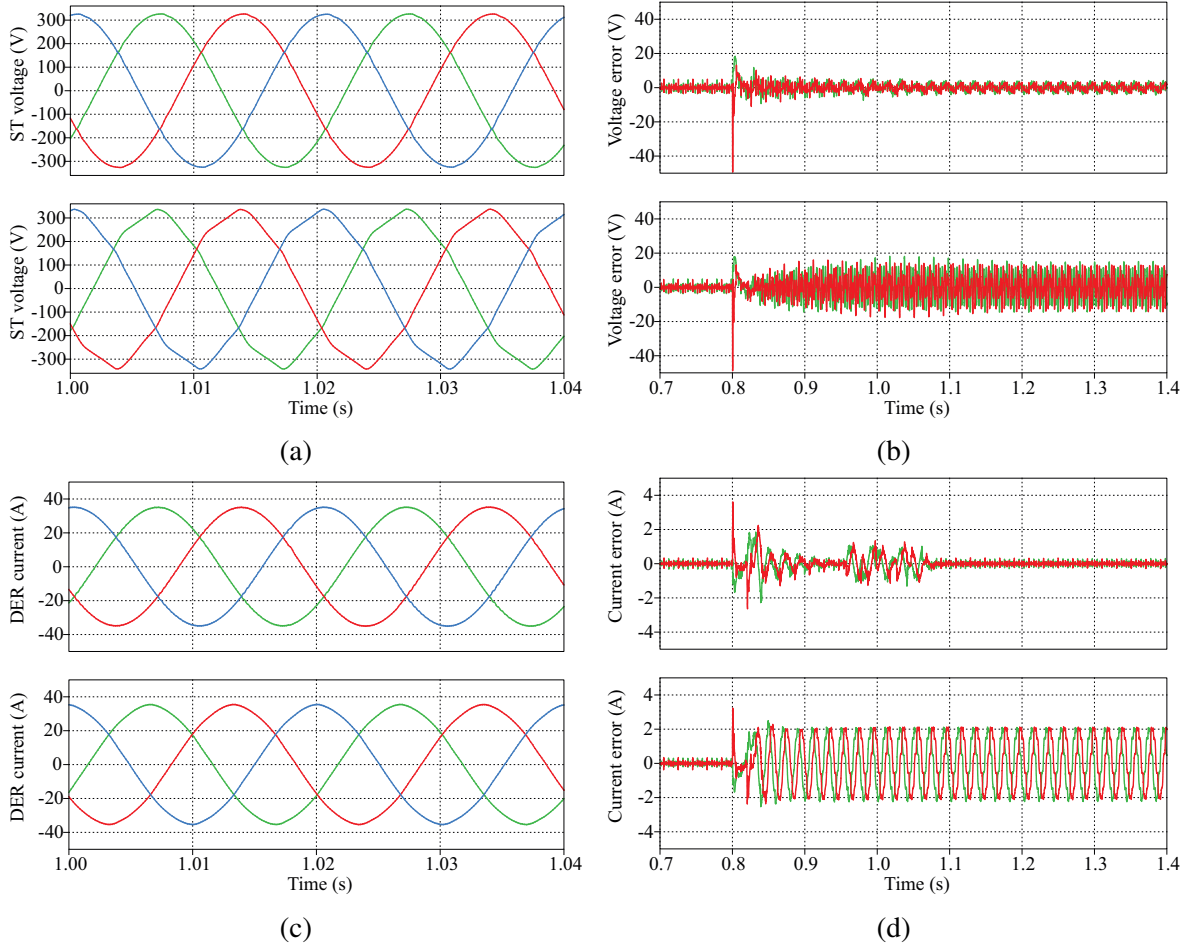 ST voltage (V)
300
200
100
0
-100
-200
-300
Voltage error (V)
40
20
0
-20
-40
ST voltage (V)
300
200
100
0
-100
-200
-300
1.00 1.01 1.02 1.03 1.04
Time (s)
(a)
Voltage error (V)
40
20
0
-20
-40
0.7 0.8 0.9 1.0 1.1 1.2 1.3 1.4
Time (s)
(b)
DER current (A)
40
20
0
-20
-40
Current error (A)
4
2
0
-2
-4
DER current (A)
40
20
0
-20
-40
1.00 1.01 1.02 1.03 1.04
Time (s)
(c)
Current error (A)
4
2
0
-2
-4
0.7 0.8 0.9 1.0 1.1 1.2 1.3 1.4
Time (s)
(d)